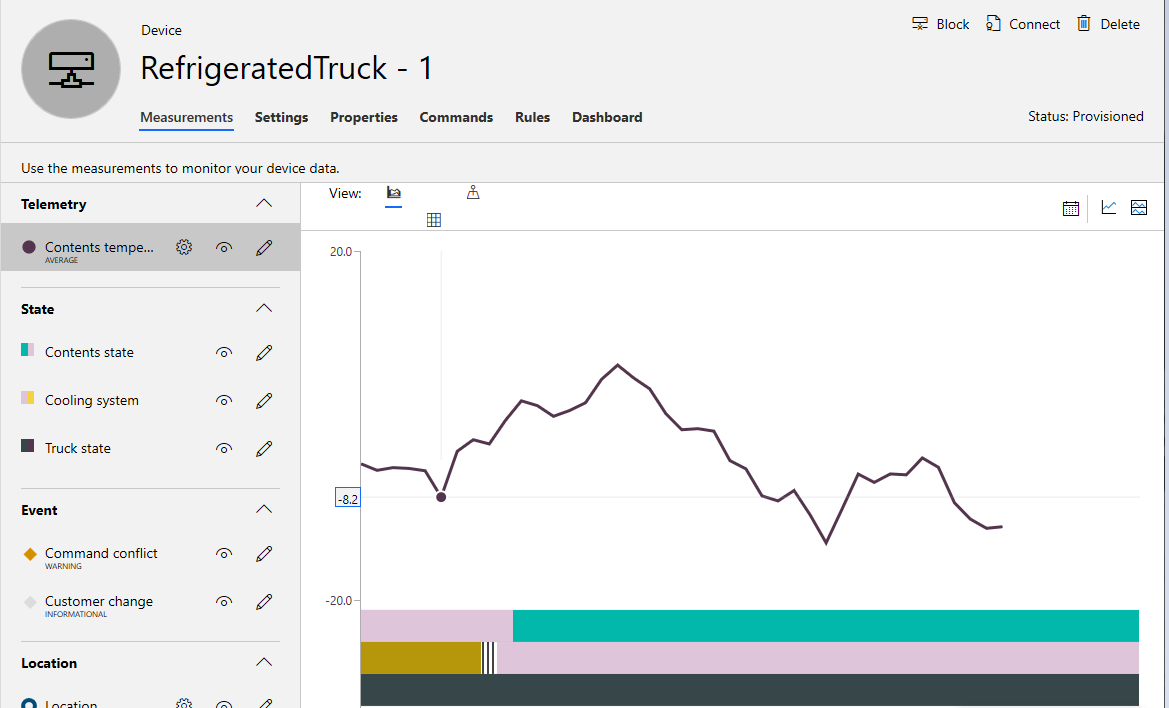 Device
Block Connect Delete
RefrigeratedTruck - 1
Measurements Settings Properties Commands Rules Dashboard
Status: Provisioned
Use the measurements to monitor your device data.
Telemetry
View:
Contents tempe...
AVERAGE
20.0
State
Contents state
Cooling system
Truck state
-8.2
Event
Command conflict
WARNING
Customer change
INFORMATIONAL
-20.0
Location
Location